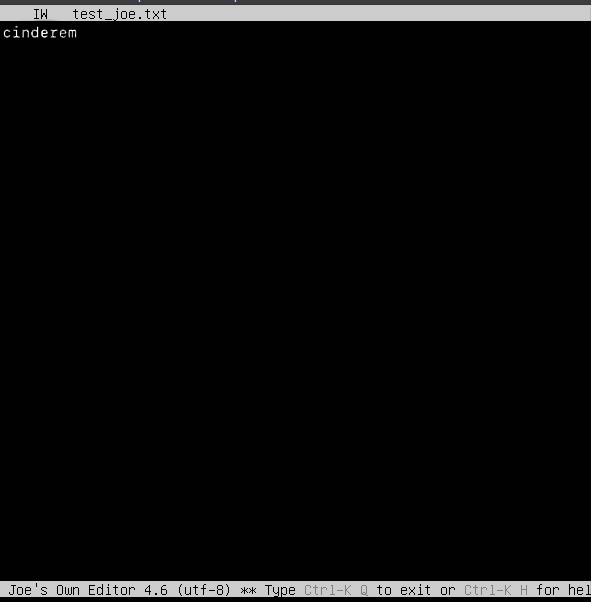 IW test_joe.txt
cinderem
Joe's Own Editor 4.6 (utf-8) ** Type Ctrl-K Q to exit or Ctrl-K H for hel